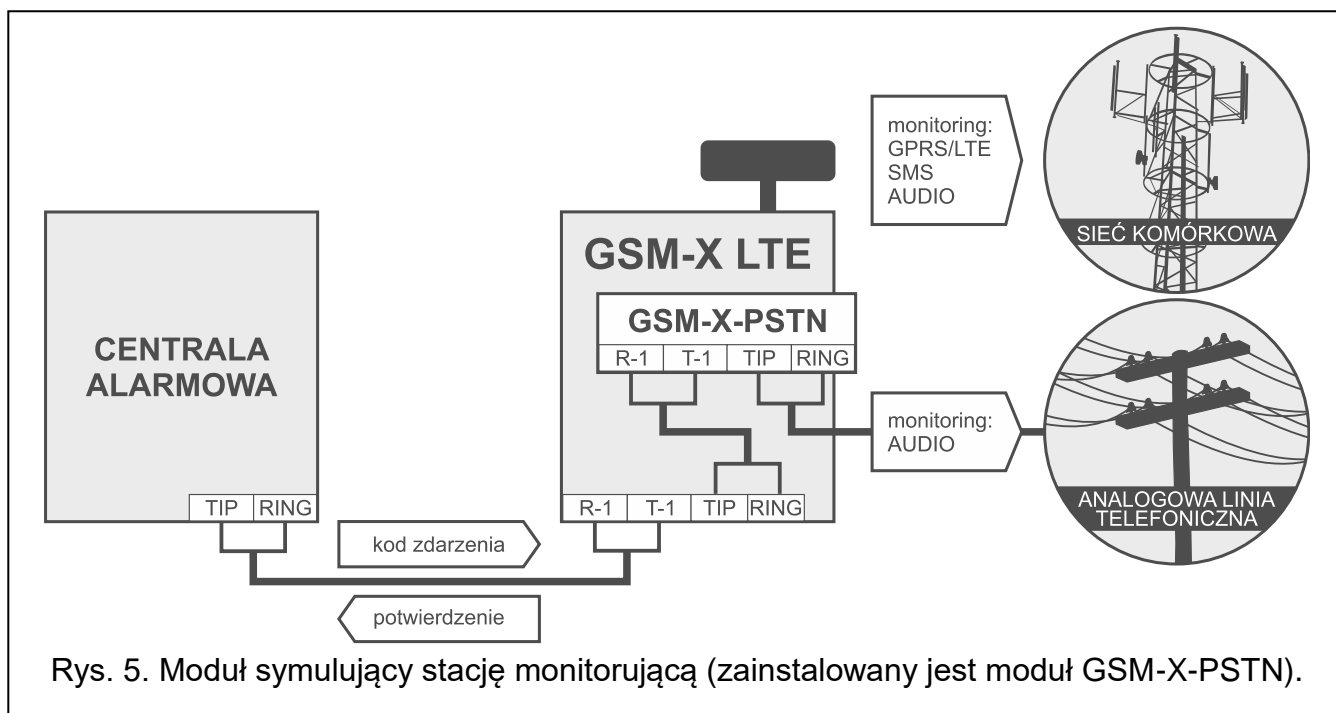 monitoring:
GPRS/LTE
SMS
AUDIO
SIEĆ KOMÓRKOWA
CENTRALA
ALARMOWA
TIP RING
GSM-X LTE
GSM-X-PSTN
R-1 T-1 TIP RING
R-1 T-1 TIP RING
monitoring:
AUDIO
ANALOGOWA LINIA
TELEFONICZNA
kod zdarzenia
potwierdzenie
Rys. 5. Moduł symulujący stację monitorującą (zainstalowany jest moduł GSM-X-PSTN).